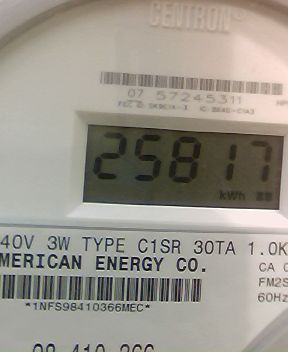 CENTRON®
07 57245311
25817
kWh
40V 3W TYPE C1SR 30TA 1.0K
MERICAN ENERGY CO.
CA 0
FM2S
60Hz
*1NFS98410366MEC*